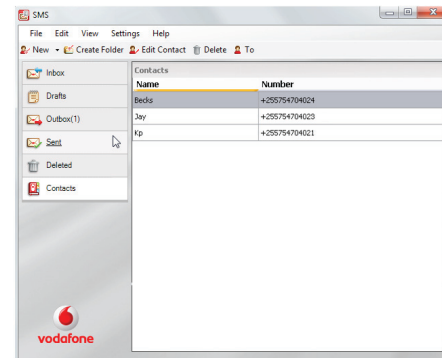 SMS
File Edit View Settings Help
New Create Folder Edit Contact Delete To
Inbox
Drafts
Outbox(1)
Sent
Deleted
Contacts
Contacts
Name Number
Becks +255754704024
Jay +255754704023
Kp +255754704021
vodafone